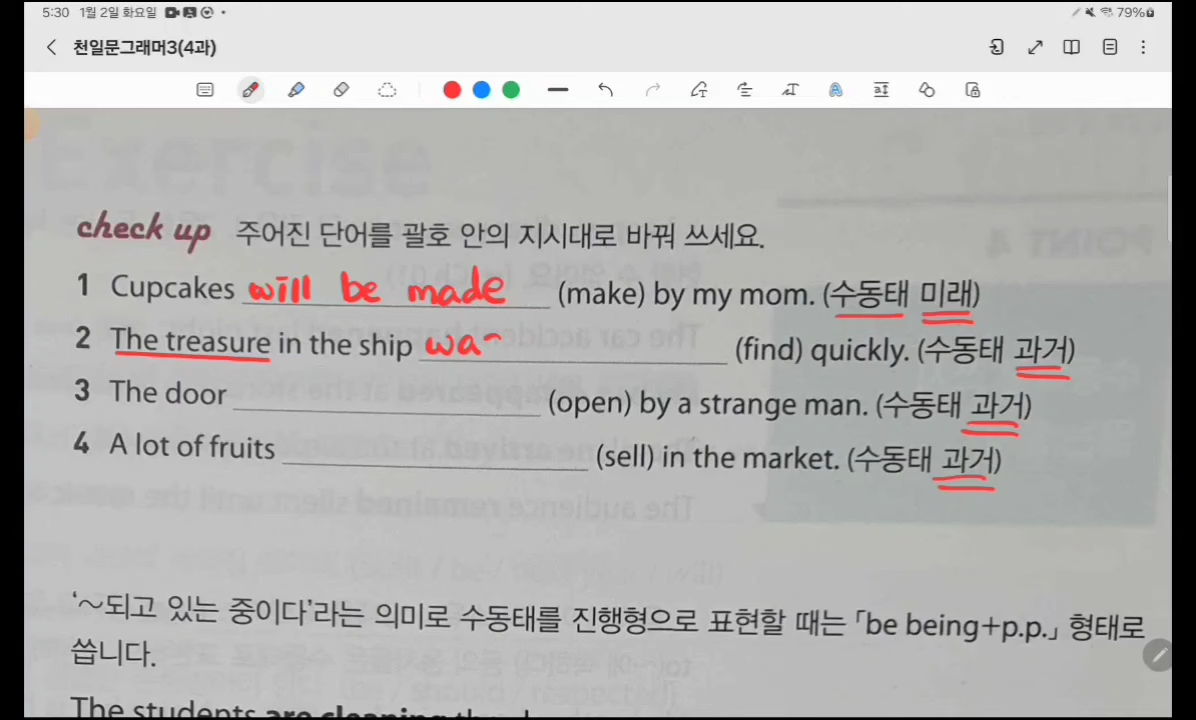 5:30 1월 2일 화요일 79%
천일문그래머3(4과)
check up 주어진 단어를 괄호 안의 지시대로 바꿔 쓰세요.
1 Cupcakes will be made (make) by my mom. (수동태 미래)
2 The treasure in the ship wa (find) quickly. (수동태 과거)
3 The door (open) by a strange man. (수동태 과거)
4 A lot of fruits (sell) in the market. (수동태 과거)
'~되고 있는 중이다'라는 의미로 수동태를 진행형으로 표현할 때는 「be being+p.p.」 형태로
씁니다.
The students are cleaning